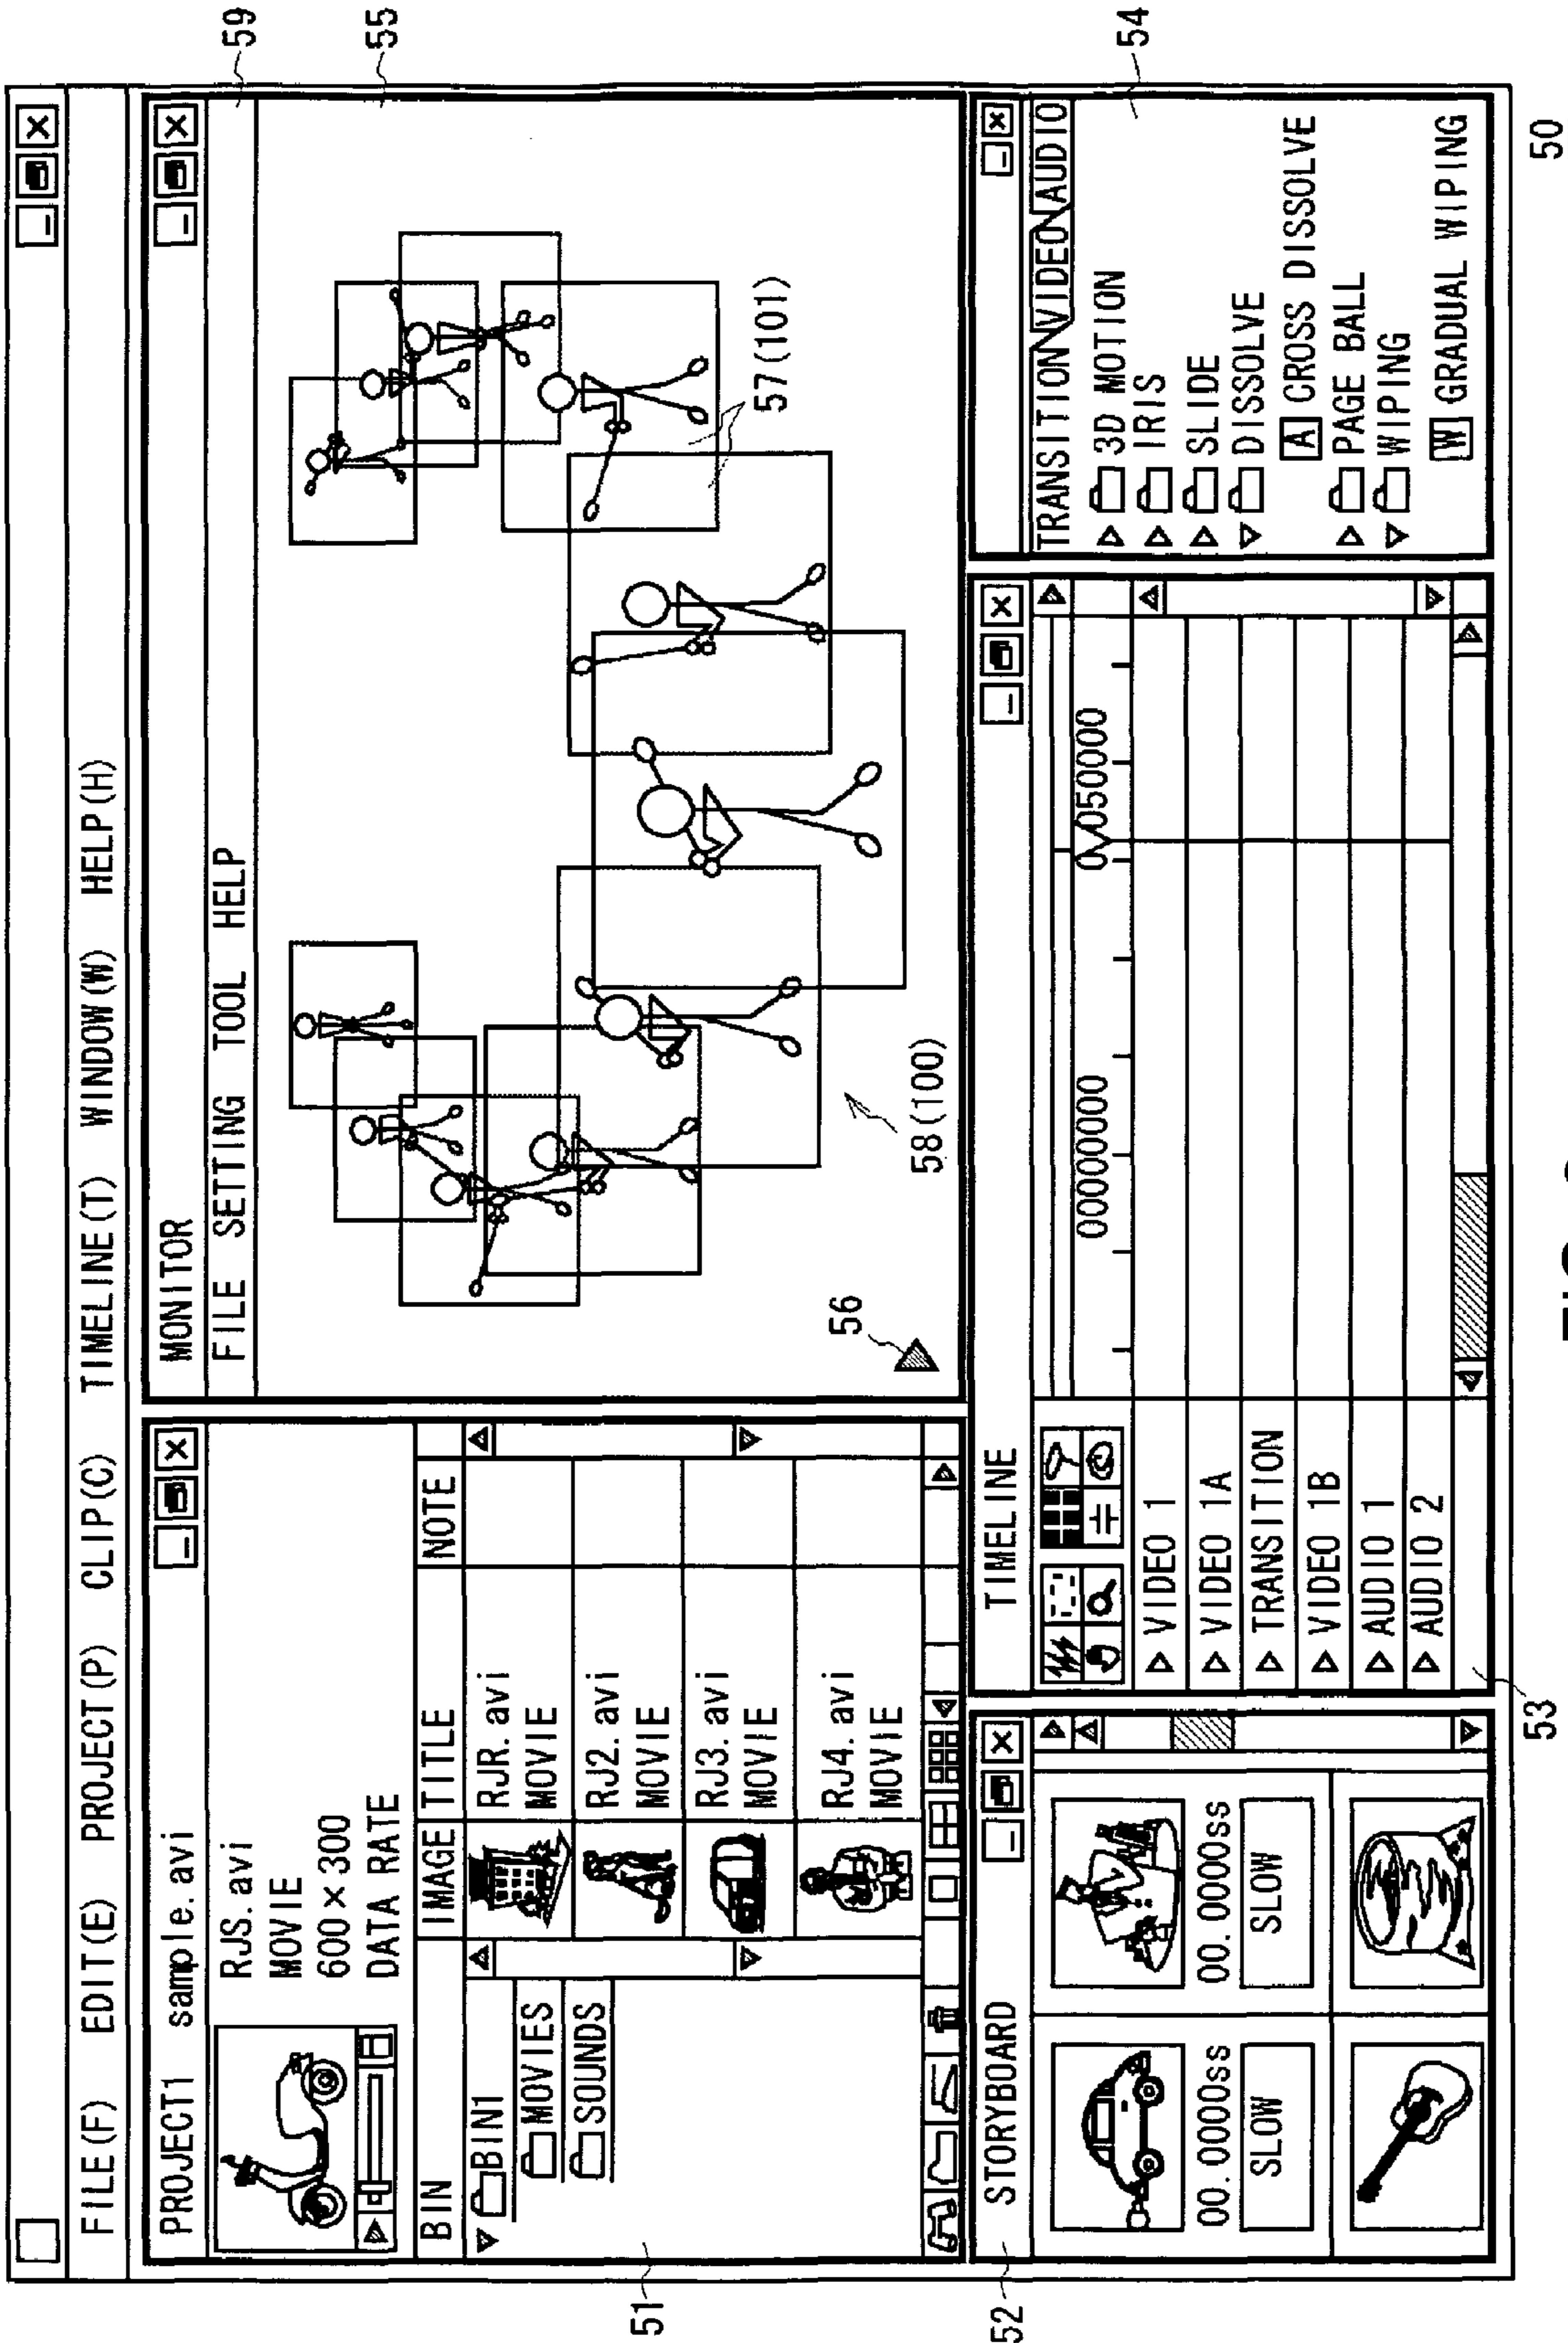 FILE(F) EDIT(E) PROJECT(P) CLIP(C) TIMELINE(T) WINDOW(W) HELP(H)
PROJECT1 sample.avi
RJS.avi
MOVIE
600×300
DATA RATE
BIN
IMAGE
TITLE
NOTE
BIN1
MOVIES
SOUNDS
RJR.avi
MOVIE
RJ2.avi
MOVIE
RJ3.avi
MOVIE
RJ4.avi
MOVIE
51
MONITOR
FILE SETTING TOOL HELP
59
55
57(101)
58(100)
56
STORYBOARD
00.0000ss
SLOW
00.0000ss
SLOW
52
TIMELINE
00000000
0 050000
VIDEO 1
VIDEO 1A
TRANSITION
VIDEO 1B
AUDIO 1
AUDIO 2
53
TRANSITION VIDEO AUDIO
3D MOTION
IRIS
SLIDE
DISSOLVE
A CROSS DISSOLVE
PAGE BALL
WIPING
W GRADUAL WIPING
54
50